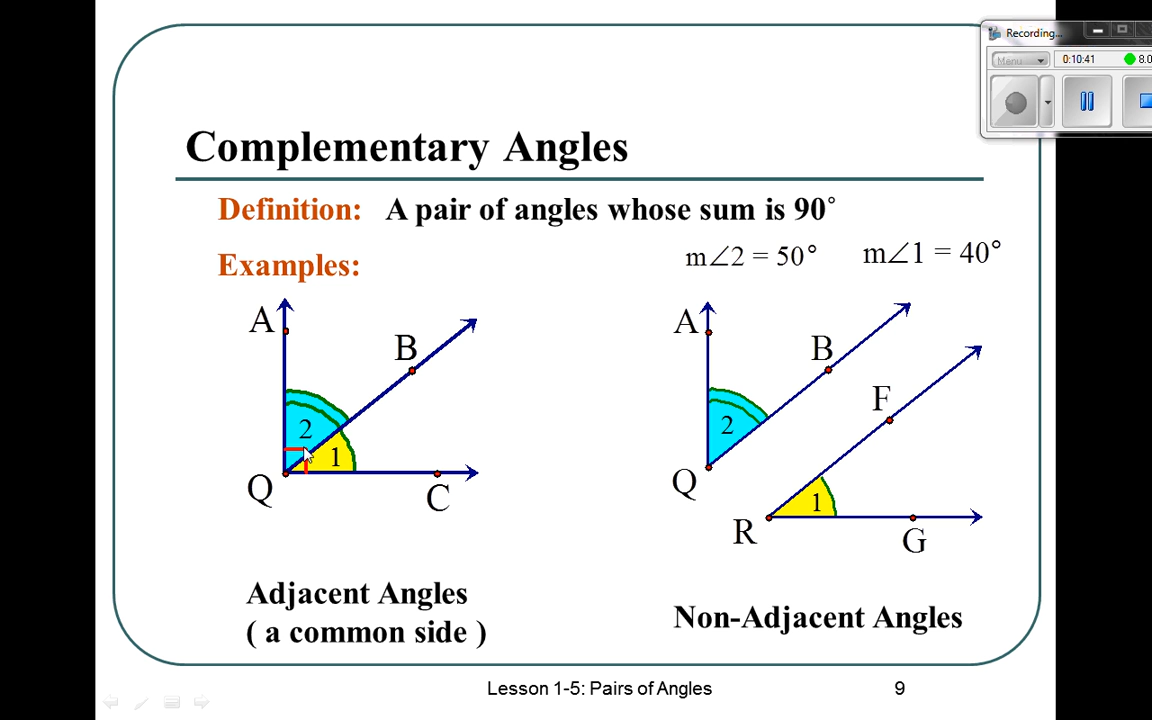 Recording...
Menu
0:10:41
8.0
Complementary Angles
Definition: A pair of angles whose sum is 90°
Examples:
m∠2 = 50°
m∠1 = 40°
A
B
2
1
Q
C
A
B
2
Q
F
1
R
G
Adjacent Angles
( a common side )
Non-Adjacent Angles
Lesson 1-5: Pairs of Angles
9